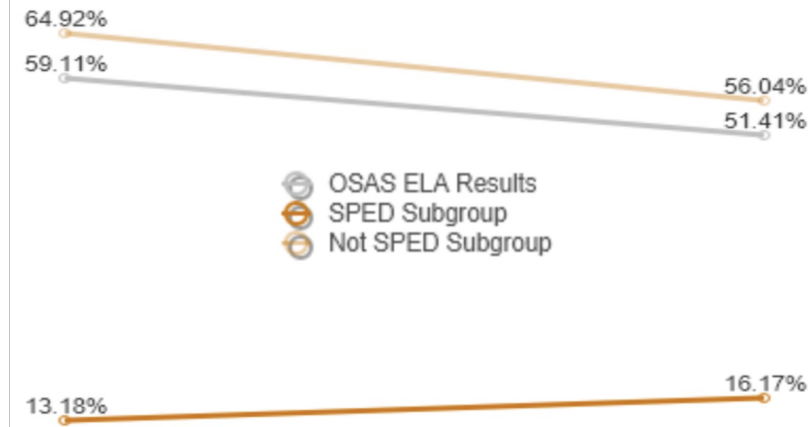 64.92%
59.11%
56.04%
51.41%
OSAS ELA Results
SPED Subgroup
Not SPED Subgroup
16.17%
13.18%